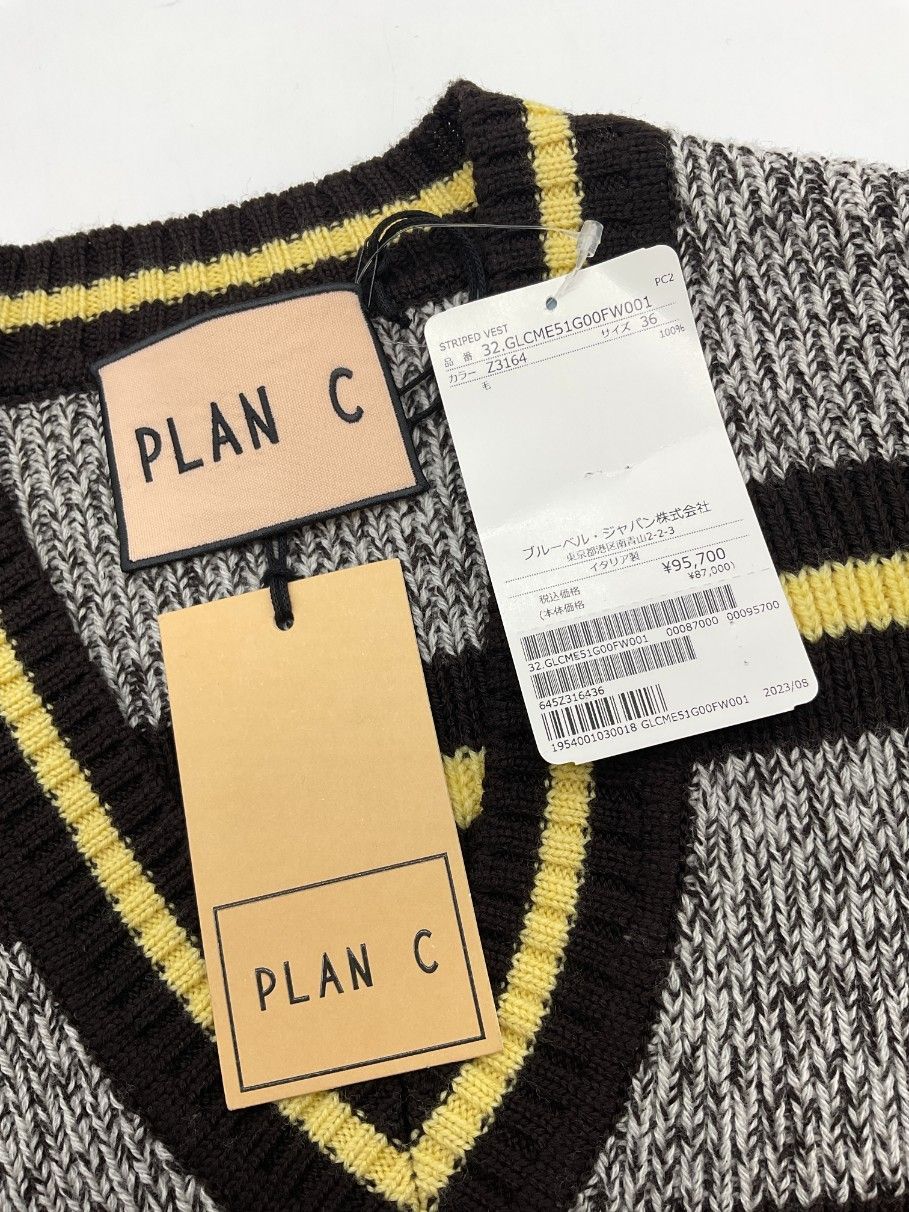 PLAN C
PLAN C
STRIPED VEST
PC2
品 番 32.GLCME51G00FW001
カラー Z3164 サイズ 36
毛 100%
ブルーベル・ジャパン株式会社
東京都港区南青山2-2-3
イタリア製
税込価格 ¥95,700
(本体価格 ¥87,000)
32.GLCME51G00FW001 00087000 00095700
645Z316436
1954001030018 GLCME51G00FW001 2023/08